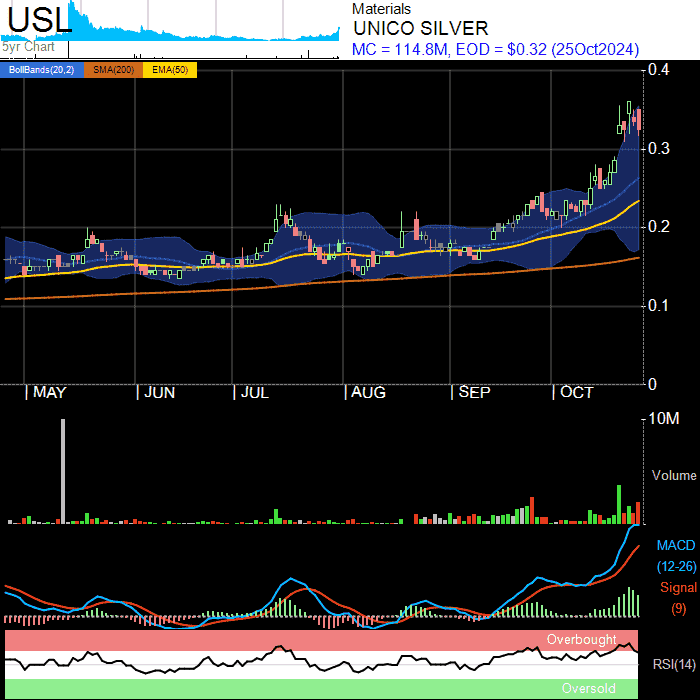 USL
5yr Chart
Materials
UNICO SILVER
MC = 114.8M, EOD = $0.32 (25Oct2024)
BollBands(20,2) SMA(200) EMA(50)
0.4
0.3
0.2
0.1
0
MAY JUN JUL AUG SEP OCT
10M
Volume
MACD
(12-26)
Signal
(9)
Overbought
RSI(14)
Oversold